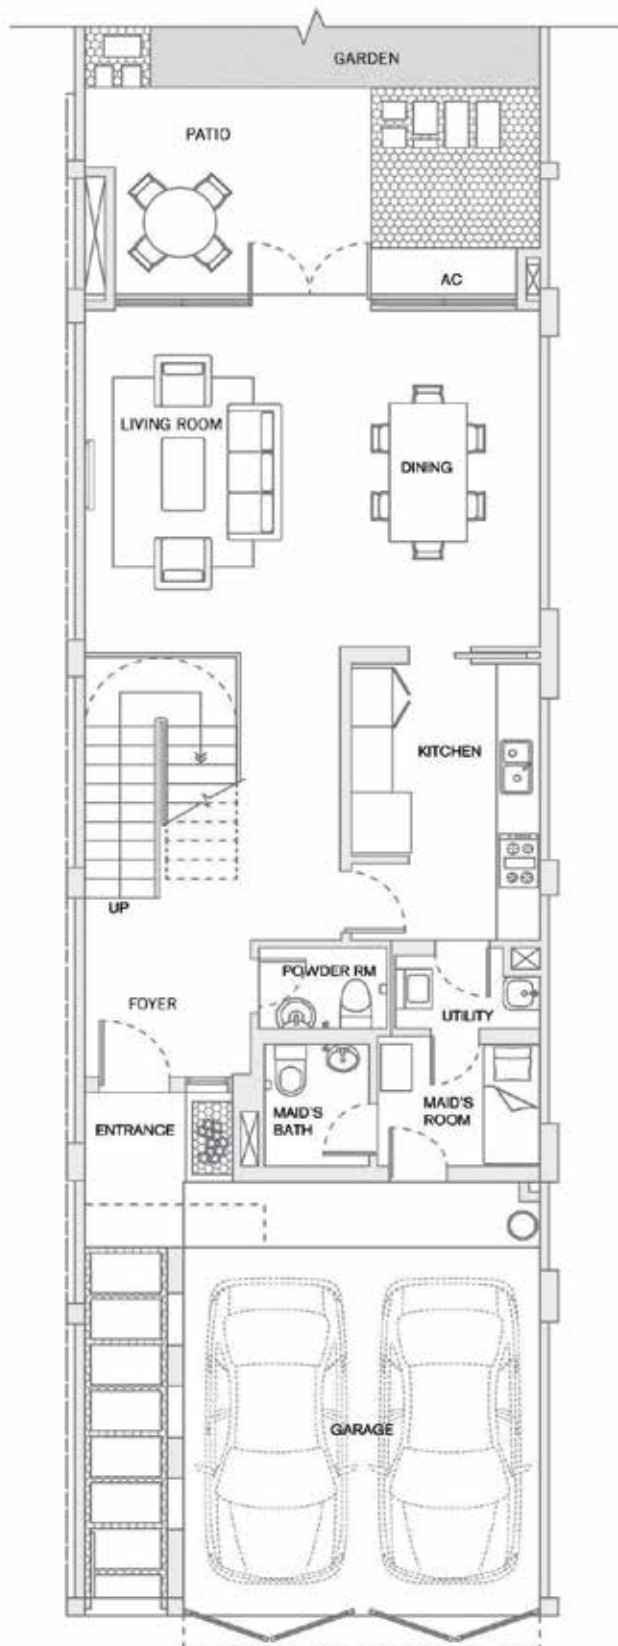 GARDEN
PATIO
AC
LIVING ROOM
DINING
KITCHEN
UP
POWDER RM
FOYER
UTILITY
MAID'S
BATH
MAID'S
ROOM
ENTRANCE
GARAGE